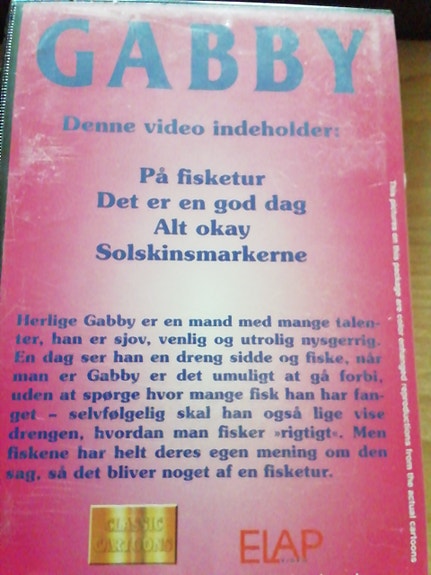 GABBY
Denne video indeholder:
På fisketur
Det er en god dag
Alt okay
Solskinsmarkerne
Herlige Gabby er en mand med mange talen-
ter, han er sjov, venlig og utrolig nysgerrig.
En dag ser han en dreng sidde og fiske, når
man er Gabby er det umuligt at gå forbi,
uden at spørge hvor mange fisk han har fan-
get – selvfølgelig skal han også lige vise
drengen, hvordan man fisker »rigtigt«. Men
fiskene har helt deres egen mening om den
sag, så det bliver noget af en fisketur.
CLASSIC
CARTOONS
ELAP
VIDEO
This pictures on this package are color enhanced reproductions from the actual cartoons